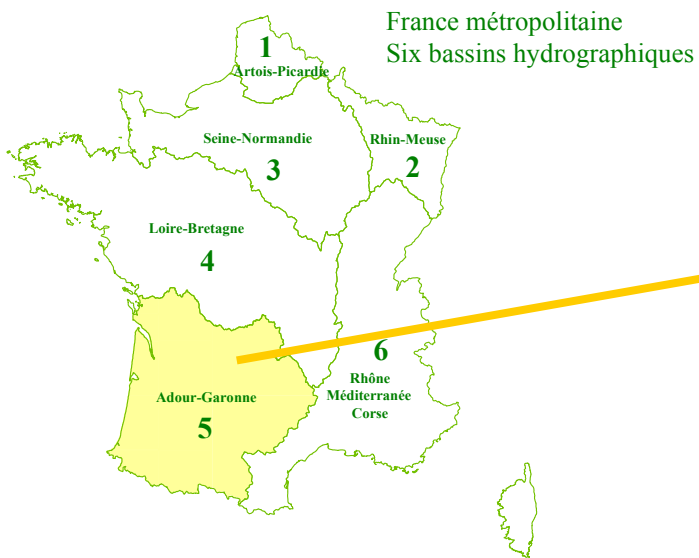 France métropolitaine
Six bassins hydrographiques
1
Artois-Picardie
Seine-Normandie
3
Rhin-Meuse
2
Loire-Bretagne
4
Adour-Garonne
5
6
Rhône
Méditerranée
Corse